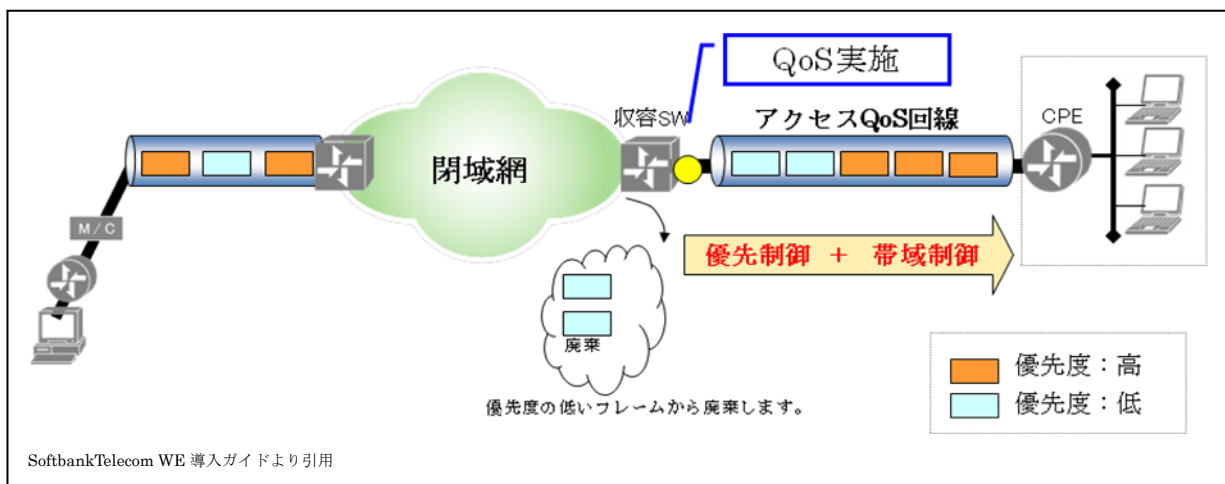 QoS実施
収容SW
アクセスQoS回線
CPE
閉域網
M/C
優先制御 + 帯域制御
廃棄
優先度の低いフレームから廃棄します。
優先度：高
優先度：低
SoftbankTelecom WE 導入ガイドより引用